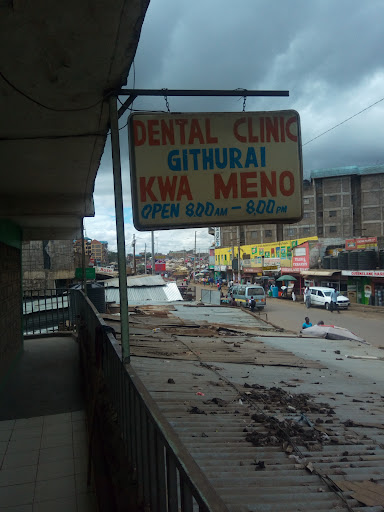 DENTAL CLINIC
GITHURAI
KWA MENO
OPEN 8.00AM - 8.00PM